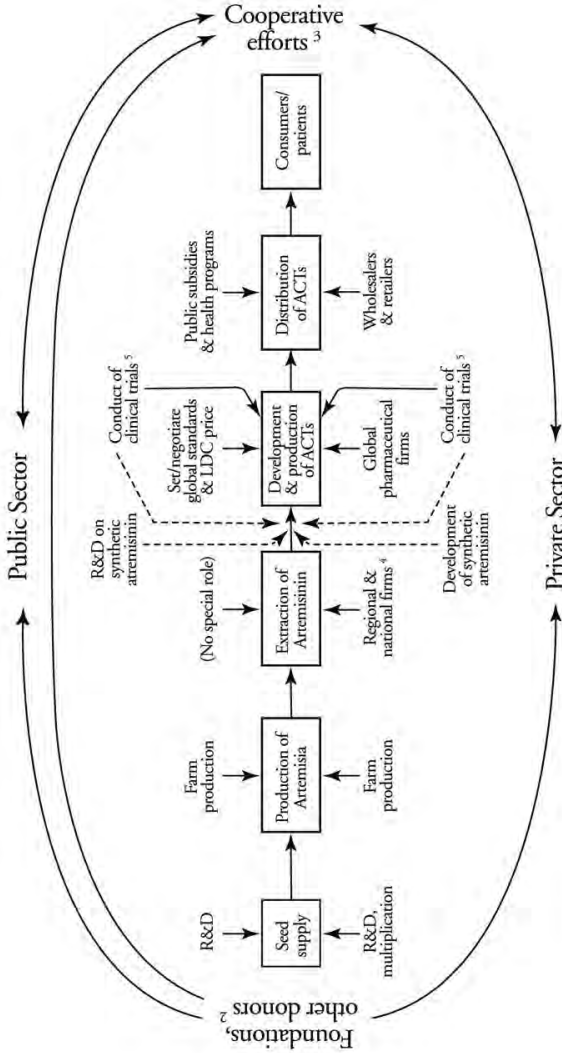 Public Sector
Foundations, 2
other donors
Cooperative
efforts 3
R&D
Farm
production
(No special role)
R&D on
synthetic
atremisinin
Set/negotiate
global standards
& LDC price
Conduct of
clinical trials 5
Public subsidies
& health programs
Seed
supply
Production of
Artemisia
Extraction of
Artemisinin
Development
& production
of ACTs
Distribution
of ACTs
Consumers/
patients
R&D,
multiplication
Farm
production
Regional &
national firms 4
Development
of synthetic
artemisinin
Global
pharmaceutical
firms
Conduct of
clinical trials 5
Wholesalers
& retailers
Private Sector